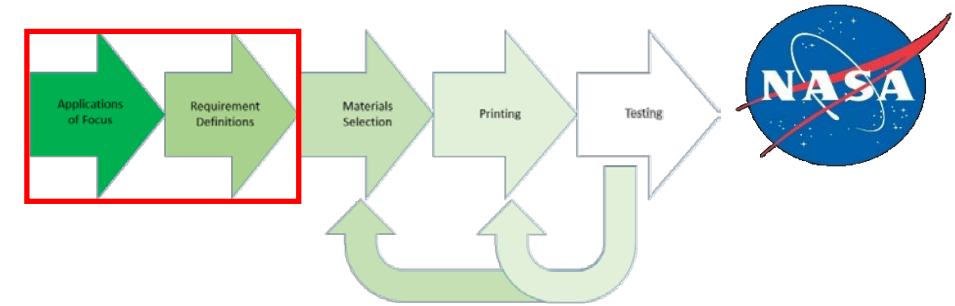 Applications
of Focus
Requirement
Definitions
Materials
Selection
Printing
Testing
NASA